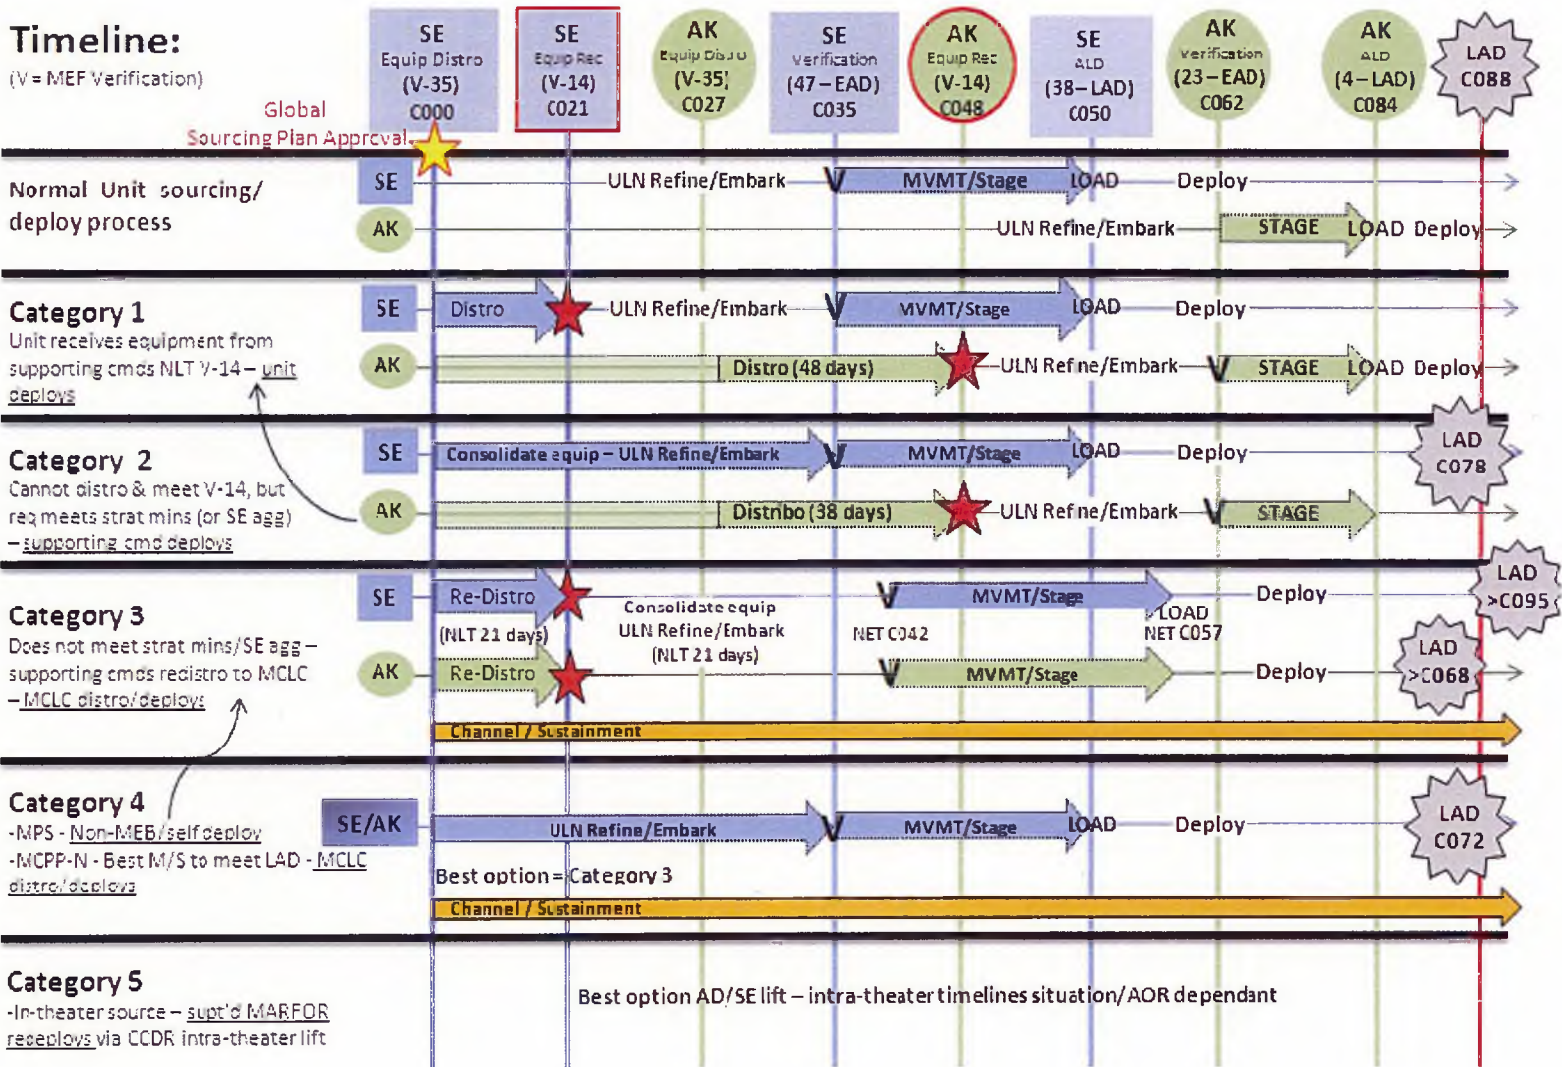 Timeline:
(V = MEF Verification)
SE
Equip Distro
(V-35)
C000
SE
Equip Rec
(V-14)
C021
AK
Equip Distro
(V-35)
C027
SE
Verification
(47–EAD)
C035
AK
Equip Rec
(V-14)
C048
SE
ALD
(38–LAD)
C050
AK
Verification
(23–EAD)
C062
AK
ALD
(4–LAD)
C084
LAD
C088
Global
Sourcing Plan Approval
Normal Unit sourcing/
deploy process
SE
ULN Refine/Embark
V
MVMT/Stage
LOAD
Deploy
AK
ULN Refine/Embark
STAGE
LOAD Deploy
Category 1
Unit receives equipment from
supporting cmds NLT V-14 – unit
deploys
SE
Distro
ULN Refine/Embark
V
MVMT/Stage
LOAD
Deploy
AK
Distro (48 days)
ULN Refine/Embark
V
STAGE
LOAD Deploy
Category 2
Cannot distro & meet V-14, but
req meets strat mins (or SE agg)
– supporting cmd deploys
SE
Consolidate equip – ULN Refine/Embark
V
MVMT/Stage
LOAD
Deploy
LAD
C078
AK
Distribo (38 days)
ULN Refine/Embark
V
STAGE
Category 3
Does not meet strat mins/SE agg –
supporting cmds redistro to MCLC
– MCLC distro/deploys
SE
Re-Distro
(NLT 21 days)
Consolidate equip
ULN Refine/Embark
(NLT 21 days)
V
NET C042
MVMT/Stage
LOAD
NET C057
Deploy
LAD
>C095
AK
Re-Distro
V
MVMT/Stage
Deploy
LAD
>C068
Channel / Sustainment
Category 4
-MPS - Non-MEB/self deploy
-MCPP-N - Best M/S to meet LAD - MCLC
distro/deploys
SE/AK
ULN Refine/Embark
V
MVMT/Stage
LOAD
Deploy
LAD
C072
Best option = Category 3
Channel / Sustainment
Category 5
-In-theater source – supt'd MARFOR
redeploys via CCDR intra-theater lift
Best option AD/SE lift – intra-theater timelines situation/AOR dependant